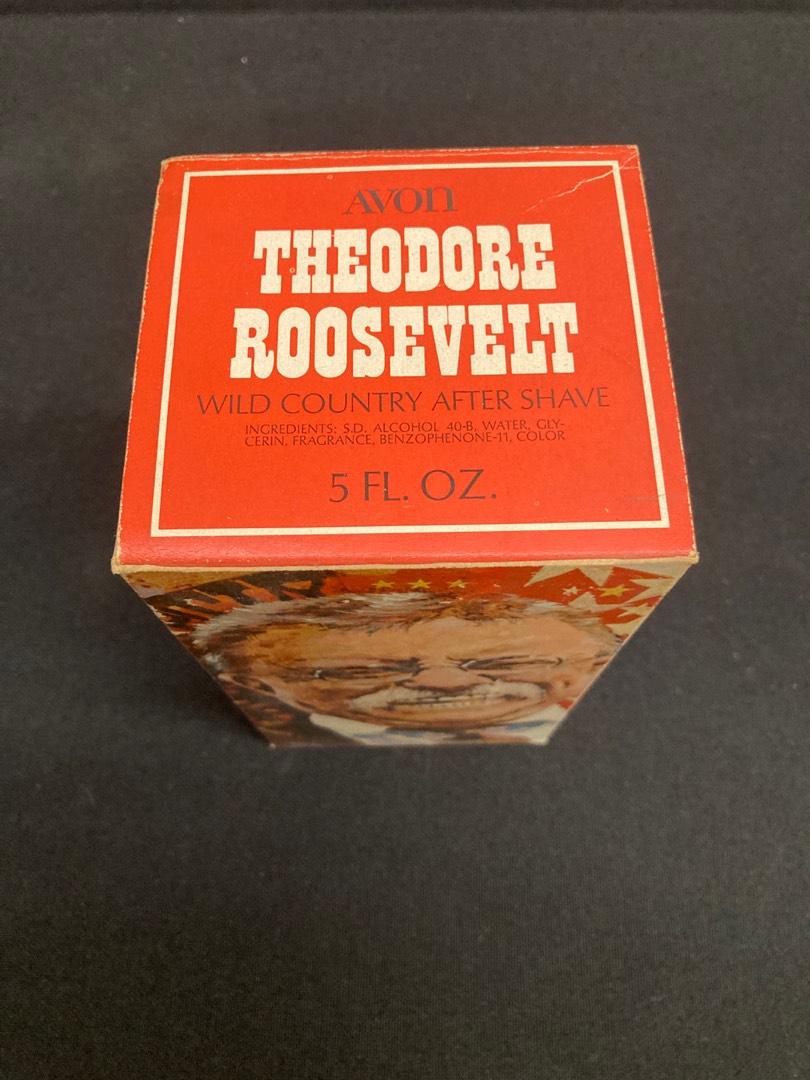 AVON
THEODORE
ROOSEVELT
WILD COUNTRY AFTER SHAVE
INGREDIENTS: S.D. ALCOHOL 40-B, WATER, GLY-
CERIN, FRAGRANCE, BENZOPHENONE-11, COLOR
5 FL. OZ.